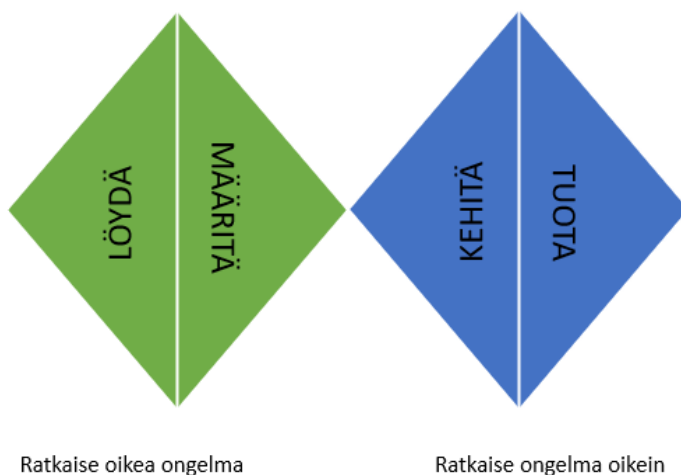 LÖYDÄ
MÄÄRITÄ
KEHITÄ
TUOTA
Ratkaise oikea ongelma
Ratkaise ongelma oikein